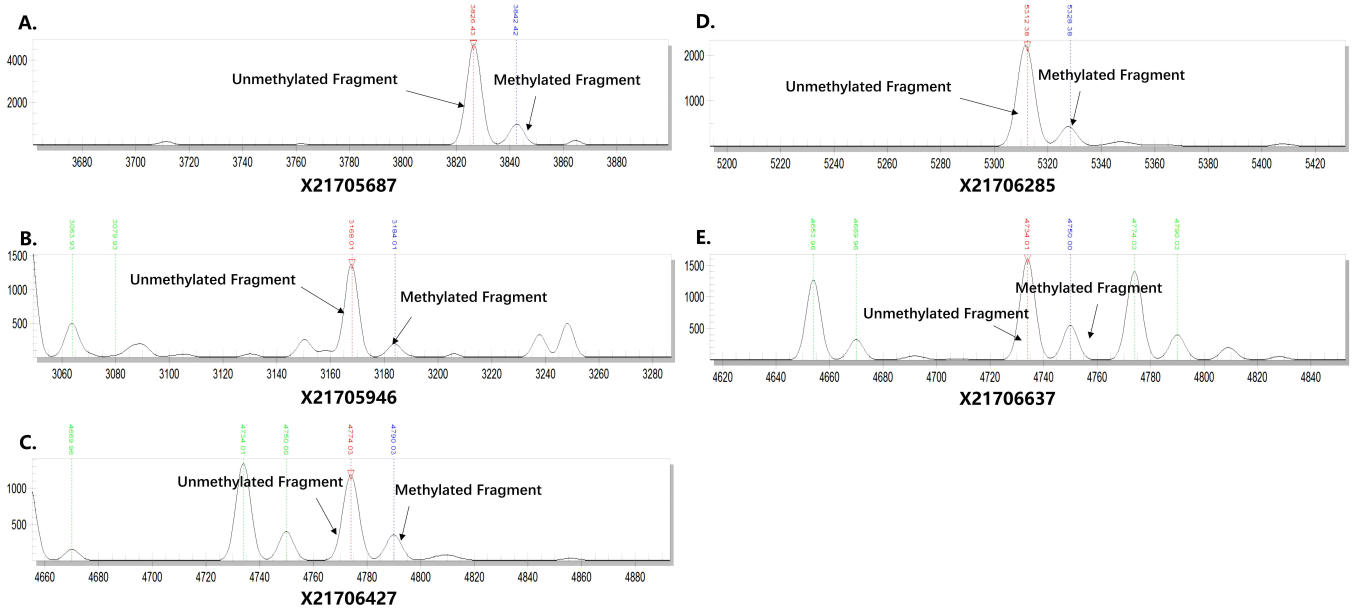 A.
3826.43
3842.42
4000
2000
Unmethylated Fragment
Methylated Fragment
3680 3700 3720 3740 3760 3780 3800 3820 3840 3860 3880
X21705687
B.
3063.93
3079.93
3168.01
3184.01
1500
1000
500
Unmethylated Fragment
Methylated Fragment
3060 3080 3100 3120 3140 3160 3180 3200 3220 3240 3260 3280
X21705946
C.
4669.96
4734.01
4750.00
4774.03
4790.03
1000
500
Unmethylated Fragment
Methylated Fragment
4660 4680 4700 4720 4740 4760 4780 4800 4820 4840 4860 4880
X21706427
D.
5312.38
5328.38
2000
1000
Unmethylated Fragment
Methylated Fragment
5200 5220 5240 5260 5280 5300 5320 5340 5360 5380 5400 5420
X21706285
E.
4653.96
4669.96
4734.01
4750.00
4774.03
4790.03
1500
1000
500
Unmethylated Fragment
Methylated Fragment
4620 4640 4660 4680 4700 4720 4740 4760 4780 4800 4820 4840
X21706637